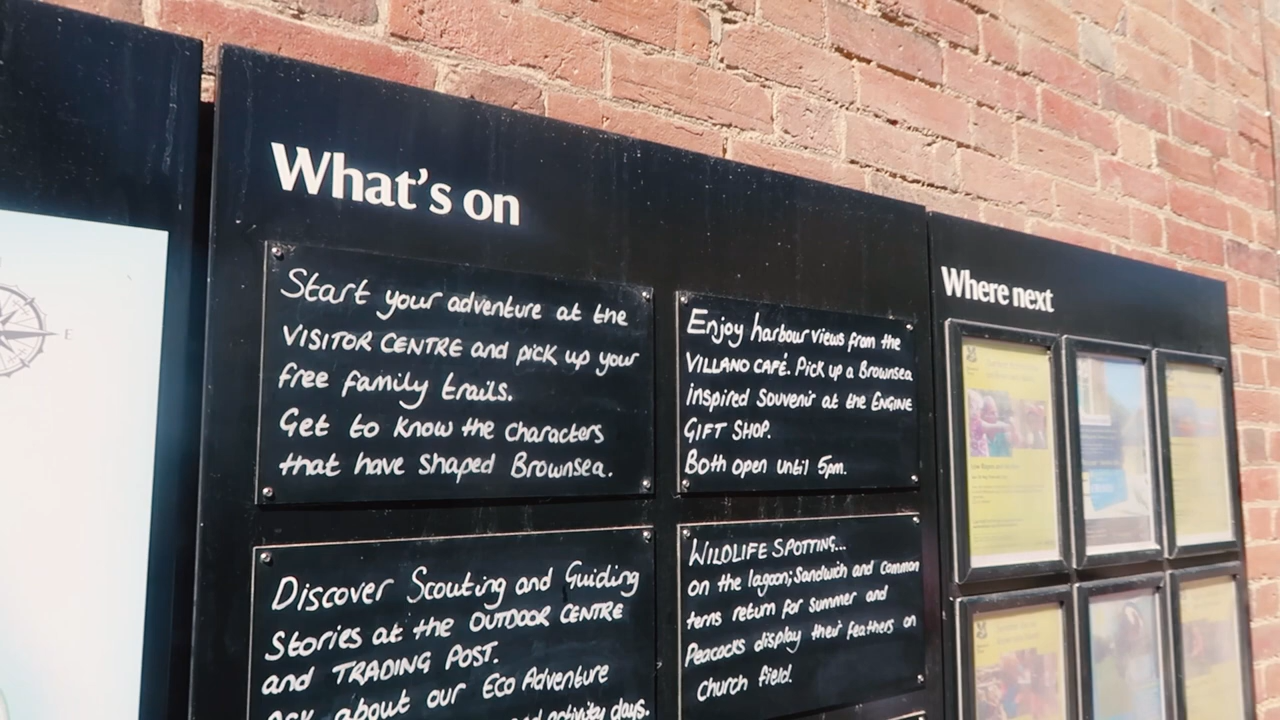 What's on
Start your adventure at the
VISITOR CENTRE and pick up your
free family trails.
Get to know the characters
that have shaped Brownsea.
Enjoy harbour views from the
VILLANO CAFÉ. Pick up a Brownsea
inspired Souvenir at the ENGINE
GIFT SHOP.
Both open until 5pm.
Discover Scouting and Guiding
Stories at the OUTDOOR CENTRE
and TRADING POST.
ask about our Eco Adventure
and activity days.
WILDLIFE SPOTTING...
on the lagoon; Sandwich and Common
terns return for summer and
Peacocks display their feathers on
church field.
Where next
E